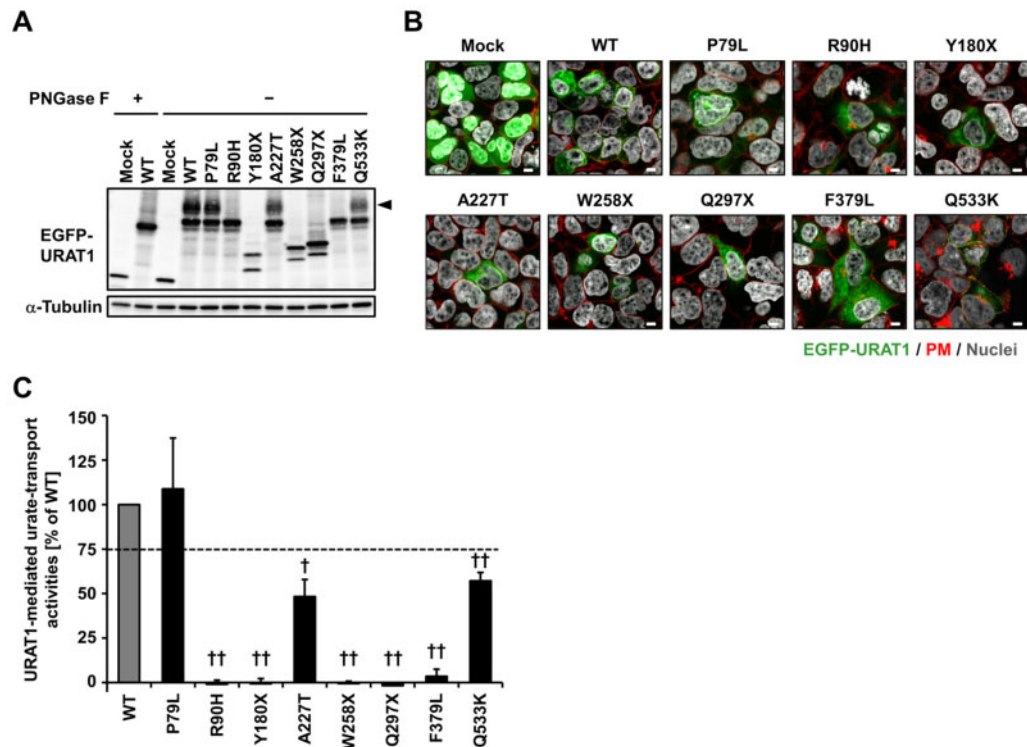 A
PNGase F + −
Mock WT Mock WT P79L R90H Y180X A227T W258X Q297X F379L Q533K
EGFP-
URAT1
α-Tubulin
B
Mock WT P79L R90H Y180X
A227T W258X Q297X F379L Q533K
EGFP-URAT1 / PM / Nuclei
C
URAT1-mediated urate-transport
activities [% of WT]
150
125
100
75
50
25
0
†† †† † †† †† †† ††
WT P79L R90H Y180X A227T W258X Q297X F379L Q533K